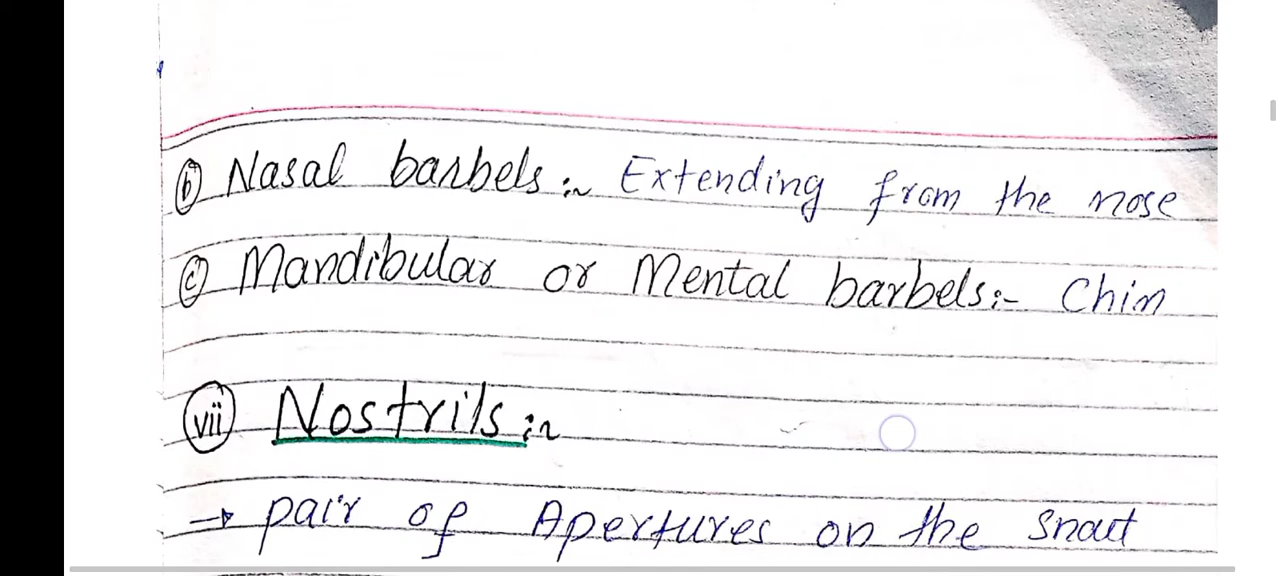 (b) Nasal barbels :~ Extending from the nose
(c) Mandibular or Mental barbels :- Chin
(vii) Nostrils :~
→ pair of Apertures on the snout